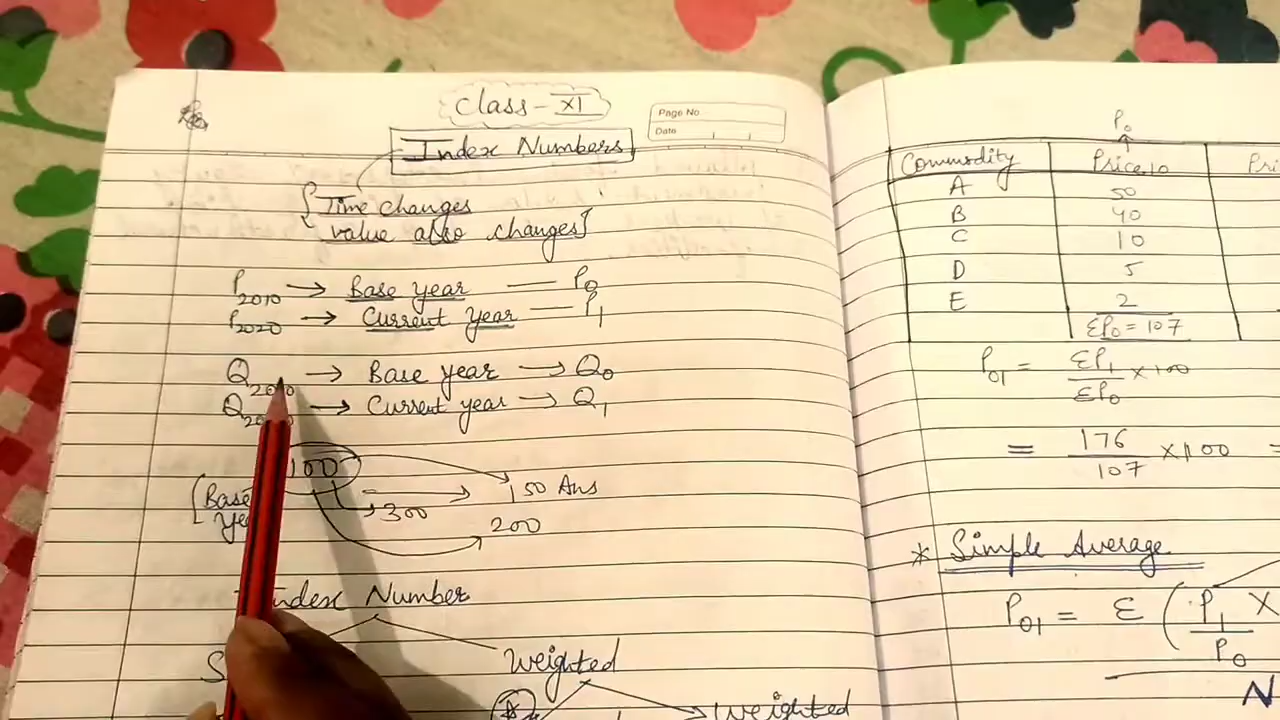 Class - XI
Page No
Date
Index Numbers
Time changes
value also changes
P2010 → Base year — P0
P2020 → Current Year — P1
Q → Base year → Q0
Q → Current year → Q1
100
Base
150 Ans
300
200
Index Number
Weighted
Weighted
P0
Commodity Price
A 50
B 40
C 10
D 5
E 2
ΣP0 = 107
P01 = ΣP1/ΣP0 × 100
= 176/107 × 100 =
* Simple Average
P01 = Σ (P1/P0 ×
N